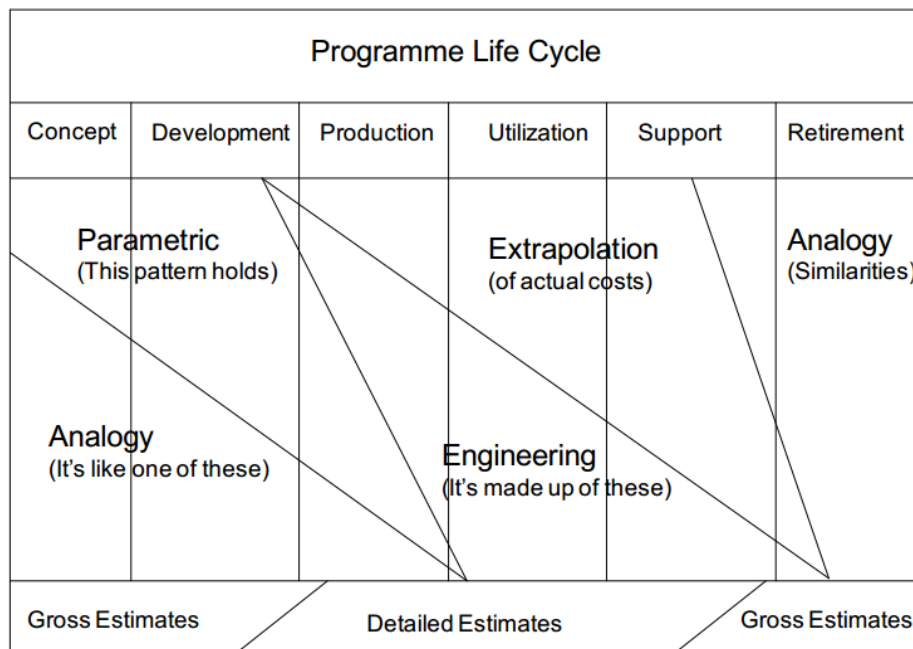 Programme Life Cycle
Concept Development Production Utilization Support Retirement
Parametric
(This pattern holds)
Extrapolation
(of actual costs)
Analogy
(Similarities)
Analogy
(It's like one of these)
Engineering
(It's made up of these)
Gross Estimates Detailed Estimates Gross Estimates